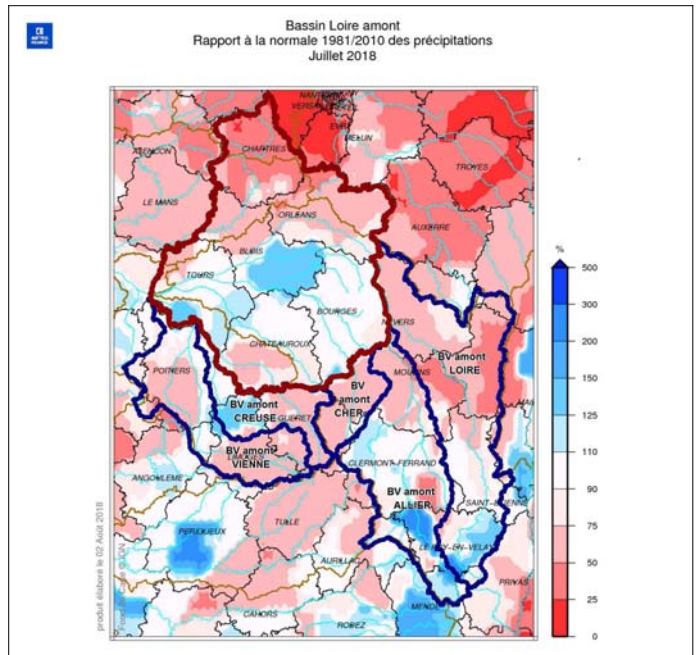 Bassin Loire amont
Rapport à la normale 1981/2010 des précipitations
Juillet 2018
CHARTRES
MELUN
TROYES
ALENCON
LE MANS
ORLEANS
AUXERRE
BLOIS
TOURS
BOURGES
NEVERS
CHATEAUROUX
POITIERS
MOULINS
BV amont
LOIRE
BV amont
CHER
BV amont
CREUSE
GUERET
BV amont
VIENNE
LIMOGES
ANGOULEME
CLERMONT-FERRAND
BV amont
ALLIER
SAINT-ETIENNE
PERIGUEUX
TULLE
LE PUY-EN-VELAY
AURILLAC
PRIVAS
MENDE
CAHORS
RODEZ
%
500
300
200
150
125
110
90
75
50
25
0
produit élaboré le 02 Août 2018